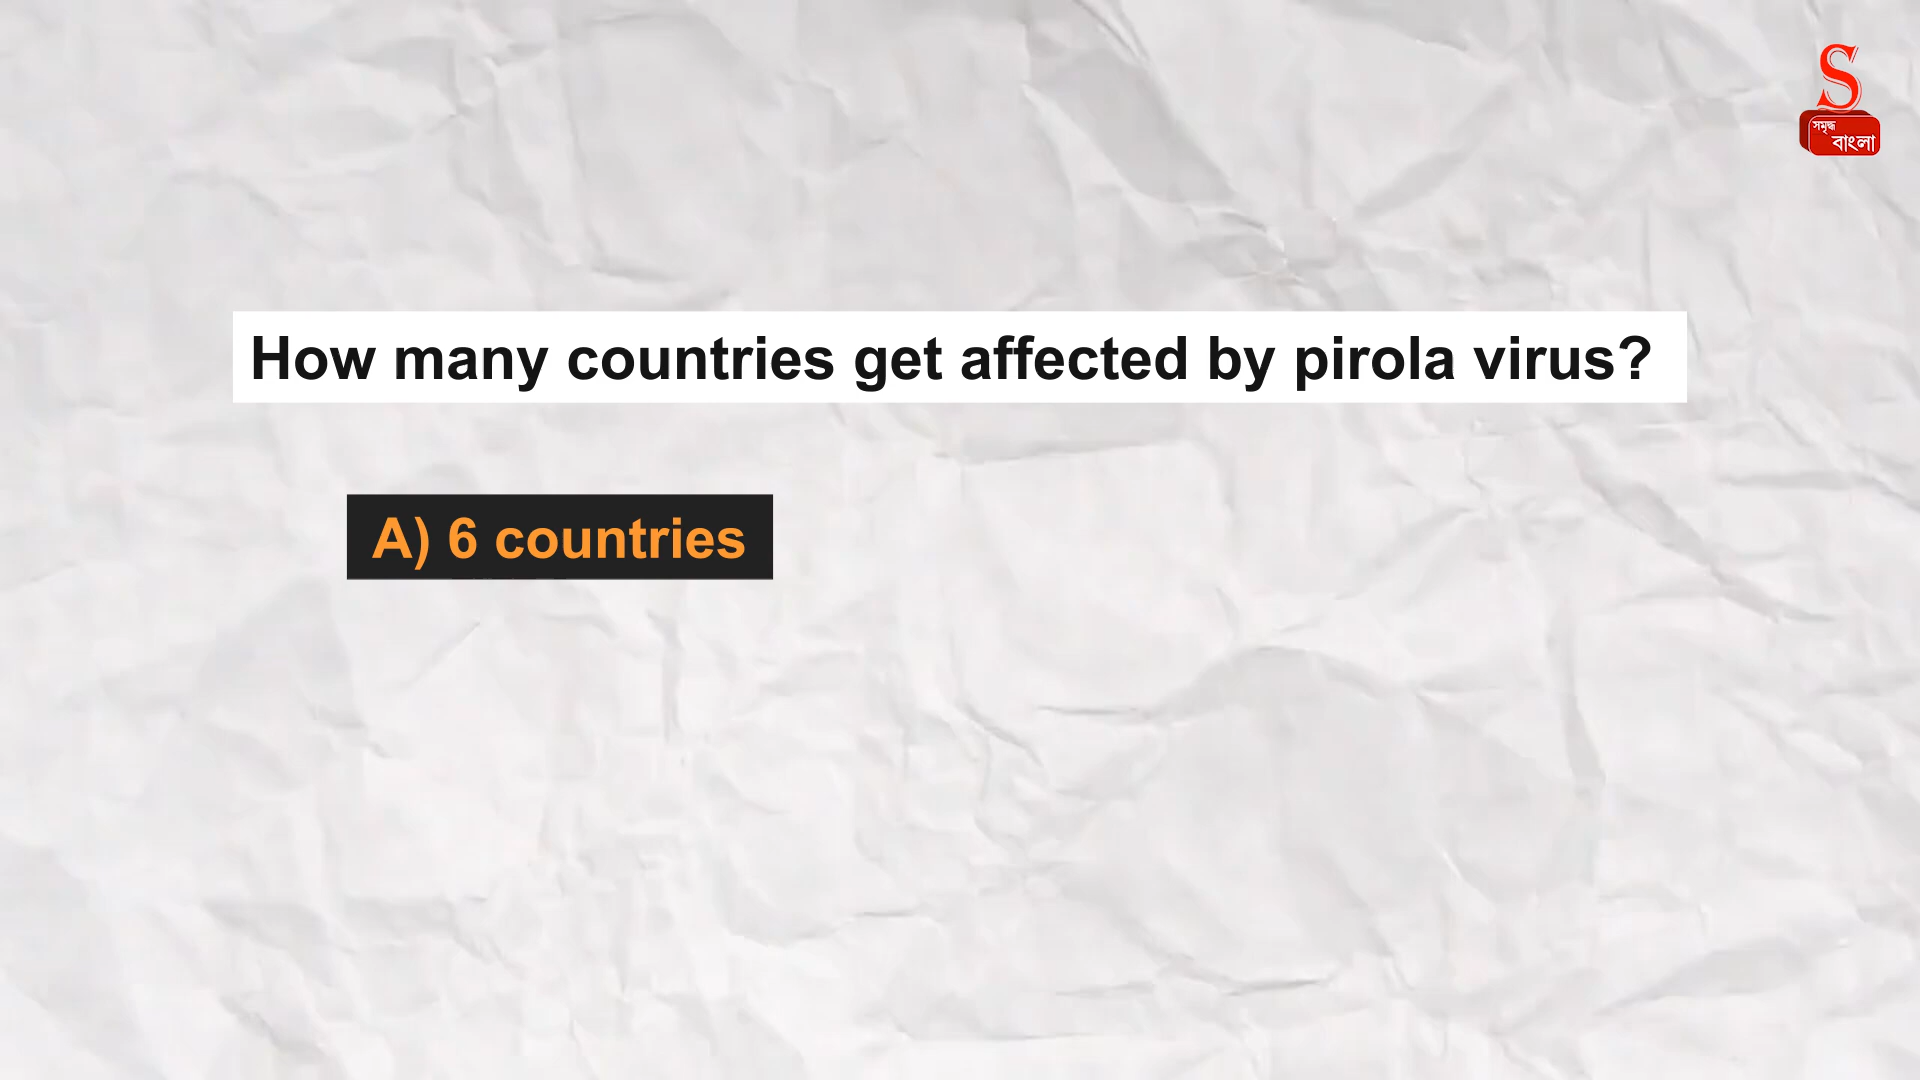 S
সমৃদ্ধ
বাংলা
How many countries get affected by pirola virus?
A) 6 countries